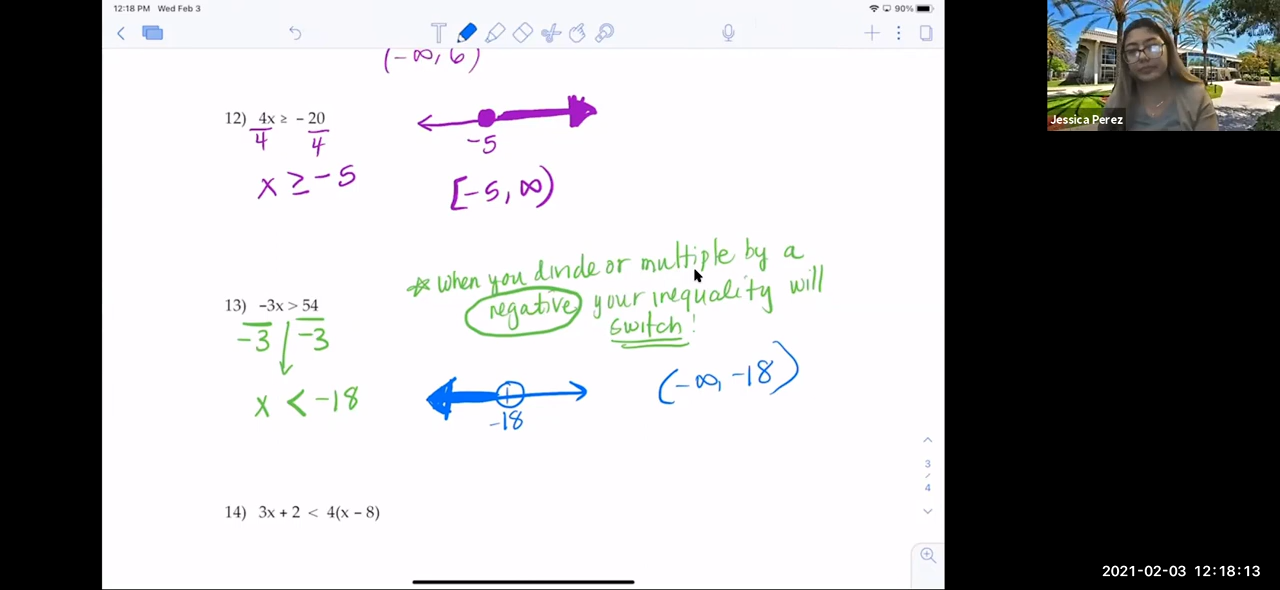 12:18 PM Wed Feb 3
90%
(-∞, 6)
12) 4x ≥ - 20
4 4
x ≥ -5
-5
[-5, ∞)
☆ when you divide or multiple by a
negative your inequality will
switch!
13) -3x > 54
-3 -3
x < -18
-18
(-∞, -18)
14) 3x + 2 < 4(x - 8)
3
/
4
Jessica Perez
2021-02-03 12:18:13